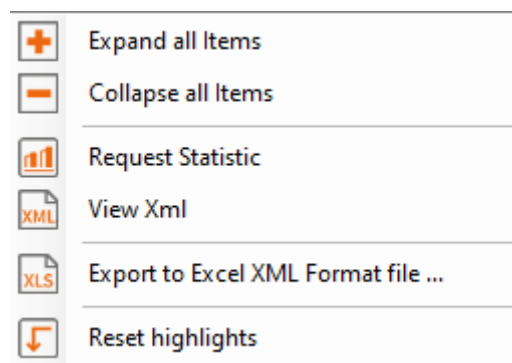 Expand all Items
Collapse all Items
Request Statistic
XML View Xml
XLS Export to Excel XML Format file ...
Reset highlights